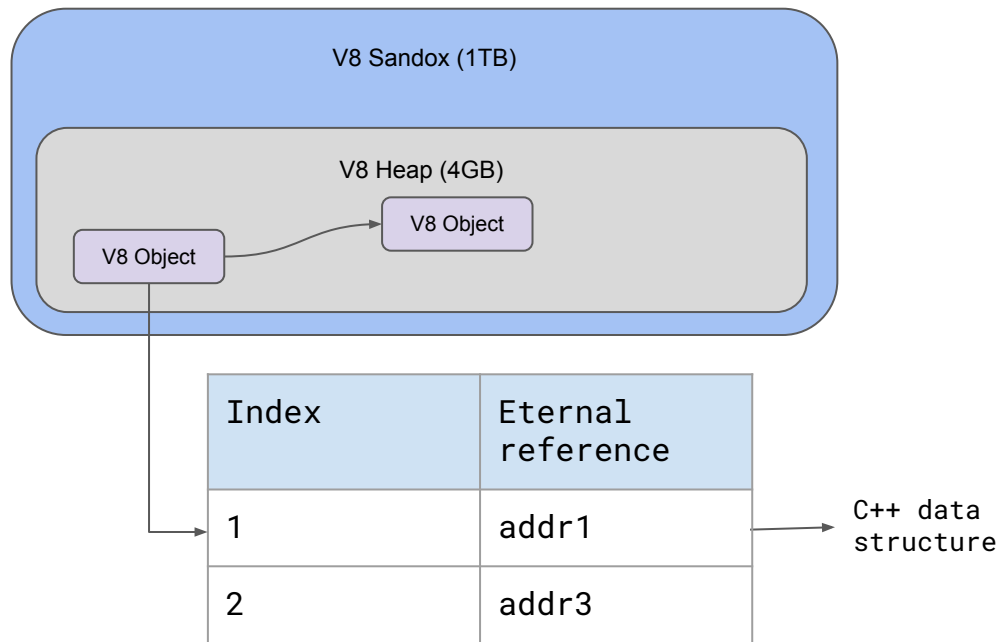 V8 Sandox (1TB)
V8 Heap (4GB)
V8 Object
V8 Object
Index
Eternal
reference
1
addr1
C++ data
structure
2
addr3